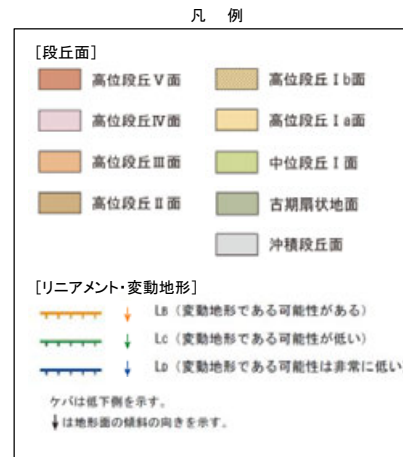 凡 例
[段丘面]
高位段丘Ⅴ面
高位段丘Ⅳ面
高位段丘Ⅲ面
高位段丘Ⅱ面
高位段丘Ⅰb面
高位段丘Ⅰa面
中位段丘Ⅰ面
古期扇状地面
沖積段丘面
[リニアメント・変動地形]
LB (変動地形である可能性がある)
LC (変動地形である可能性が低い)
LD (変動地形である可能性は非常に低い)
ケバは低下側を示す。
↓は地形面の傾斜の向きを示す。